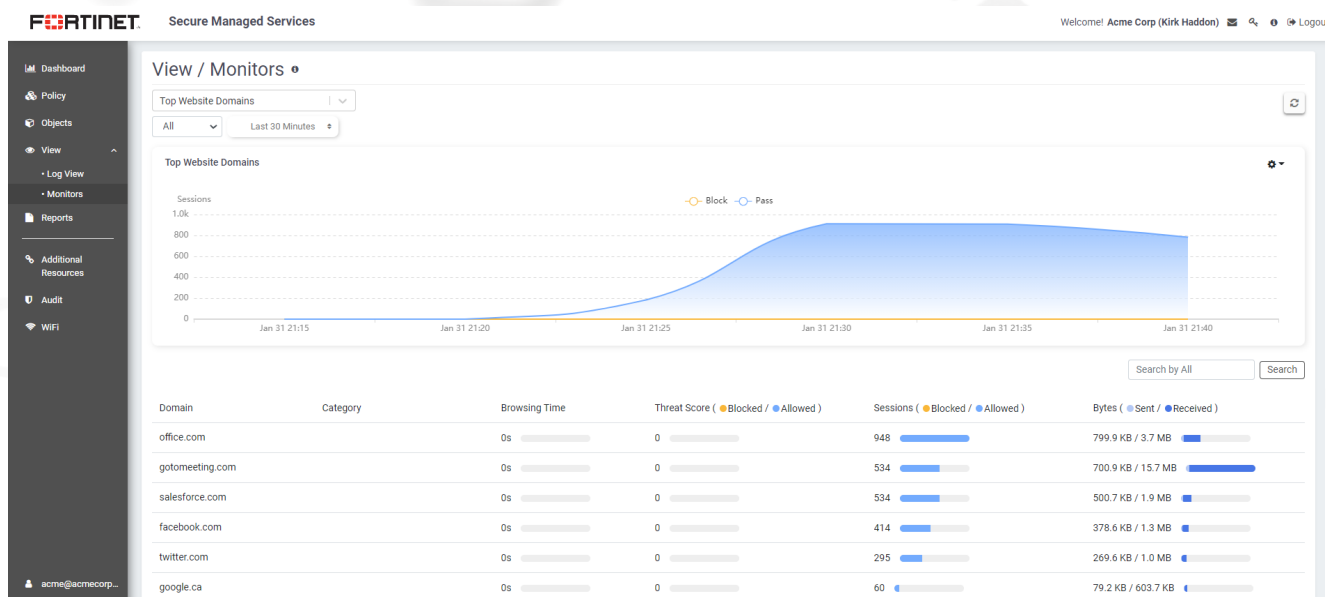 FORTINET
Secure Managed Services
Welcome! Acme Corp (Kirk Haddon)
Logou
Dashboard
Policy
Objects
View
• Log View
• Monitors
Reports
Additional
Resources
Audit
WiFi
acme@acmecorp...
View / Monitors
Top Website Domains
All
Last 30 Minutes
Top Website Domains
Sessions
Block Pass
1.0k
800
600
400
200
0
Jan 31 21:15 Jan 31 21:20 Jan 31 21:25 Jan 31 21:30 Jan 31 21:35 Jan 31 21:40
Search by All Search
Domain Category Browsing Time Threat Score ( Blocked / Allowed ) Sessions ( Blocked / Allowed ) Bytes ( Sent / Received )
office.com 0s 0 948 799.9 KB / 3.7 MB
gotomeeting.com 0s 0 534 700.9 KB / 15.7 MB
salesforce.com 0s 0 534 500.7 KB / 1.9 MB
facebook.com 0s 0 414 378.6 KB / 1.3 MB
twitter.com 0s 0 295 269.6 KB / 1.0 MB
google.ca 0s 0 60 79.2 KB / 603.7 KB